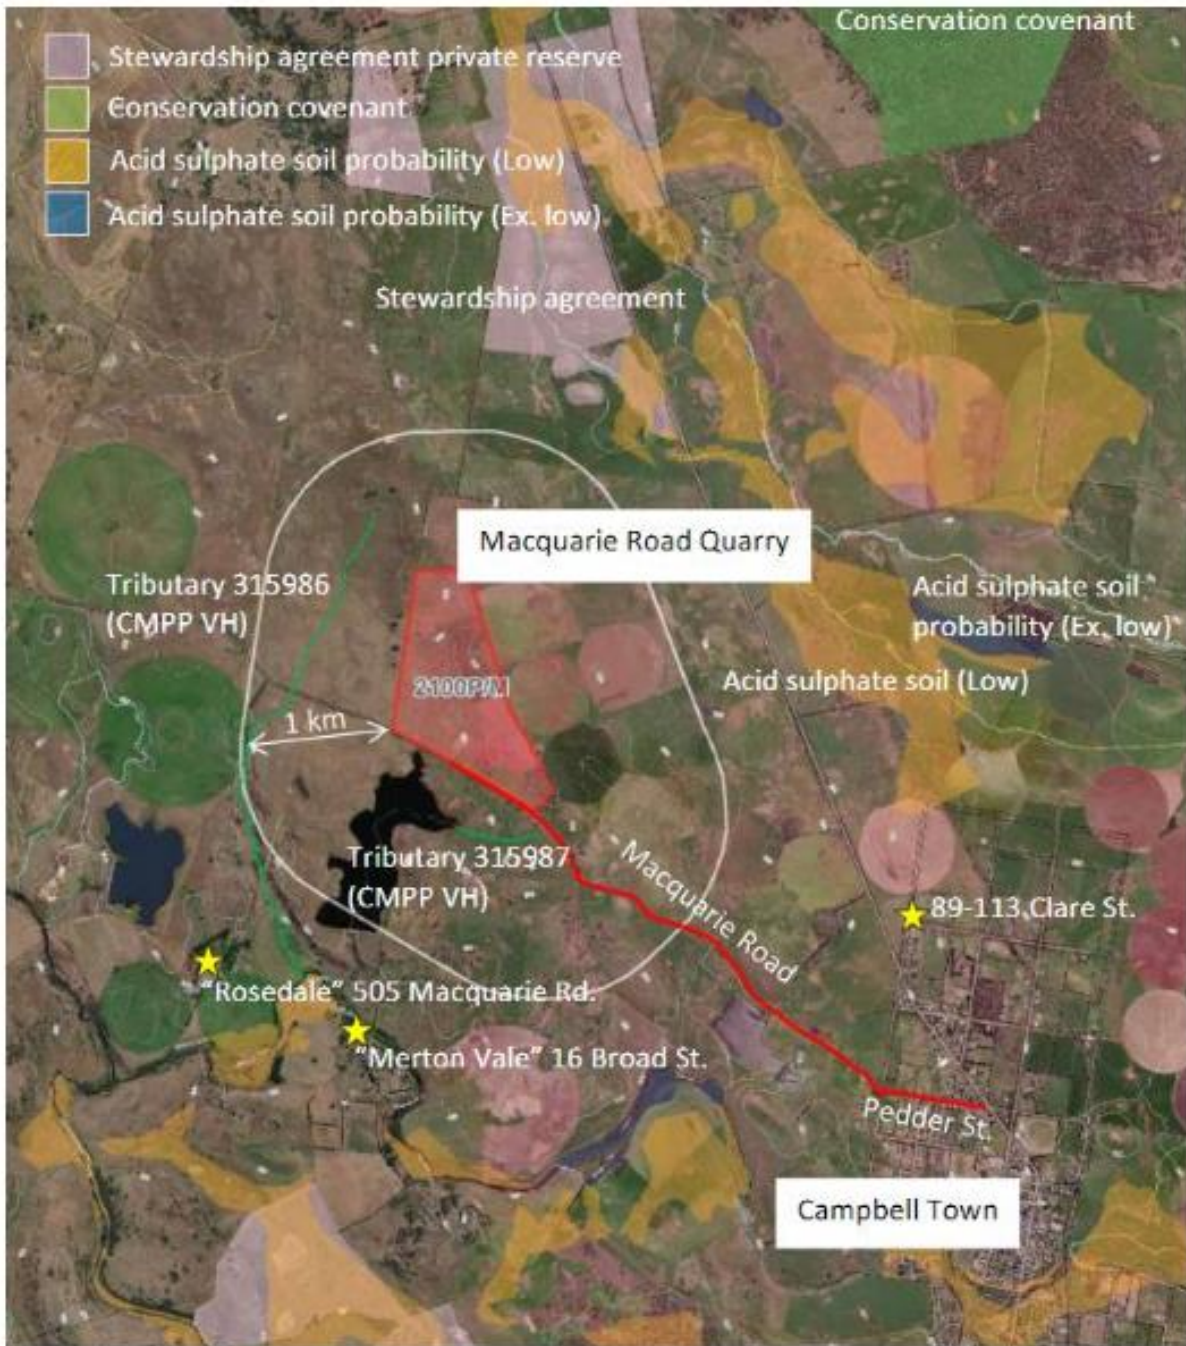 Conservation covenant
Stewardship agreement private reserve
Conservation covenant
Acid sulphate soil probability (Low)
Acid sulphate soil probability (Ex. low)
Stewardship agreement
Macquarie Road Quarry
Tributary 315986
(CMPP VH)
Acid sulphate soil
probability (Ex. low)
2100P/M
Acid sulphate soil (Low)
1 km
Tributary 315987
(CMPP VH)
Macquarie Road
89-113 Clare St.
"Rosedale" 505 Macquarie Rd.
"Merton Vale" 16 Broad St.
Pedder St.
Campbell Town